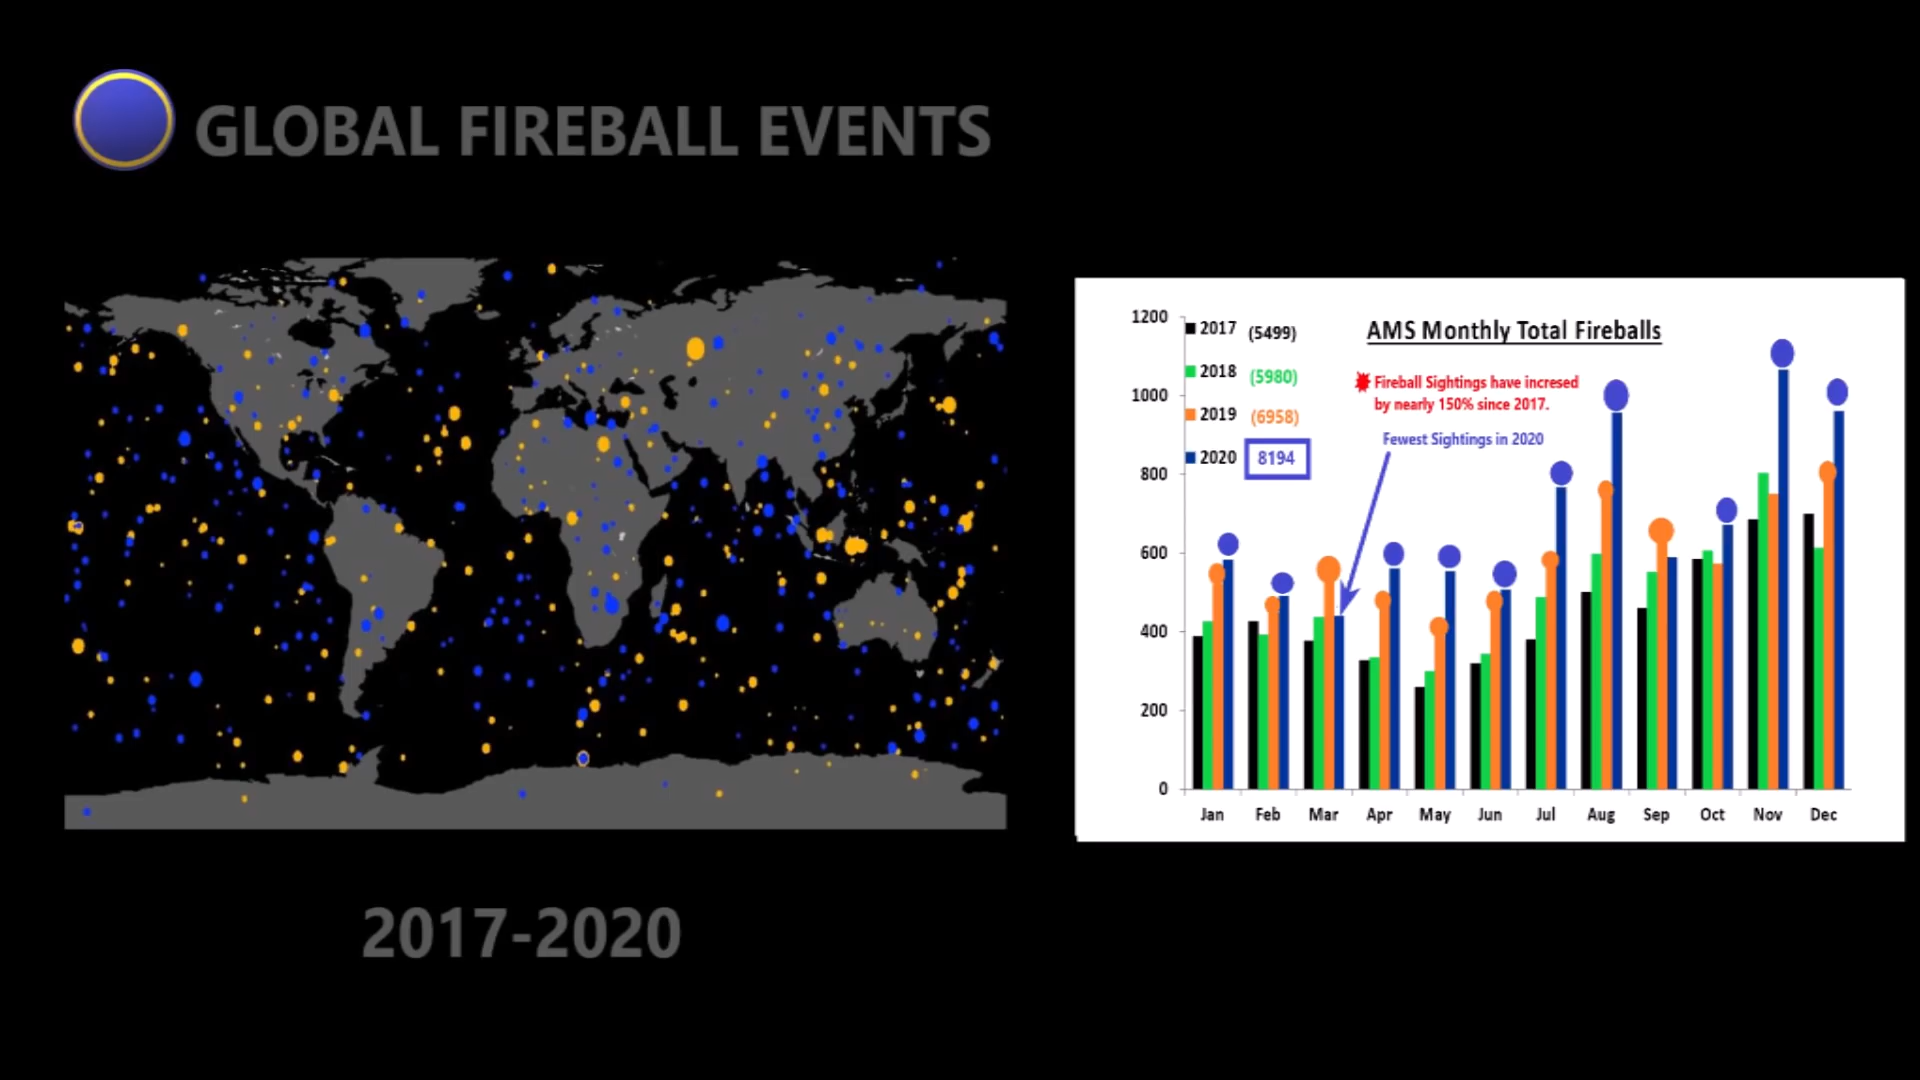 GLOBAL FIREBALL EVENTS
2017-2020
AMS Monthly Total Fireballs
2017 (5499)
2018 (5980)
2019 (6958)
2020 8194
Fireball Sightings have incresed
by nearly 150% since 2017.
Fewest Sightings in 2020
1200
1000
800
600
400
200
0
Jan Feb Mar Apr May Jun Jul Aug Sep Oct Nov Dec